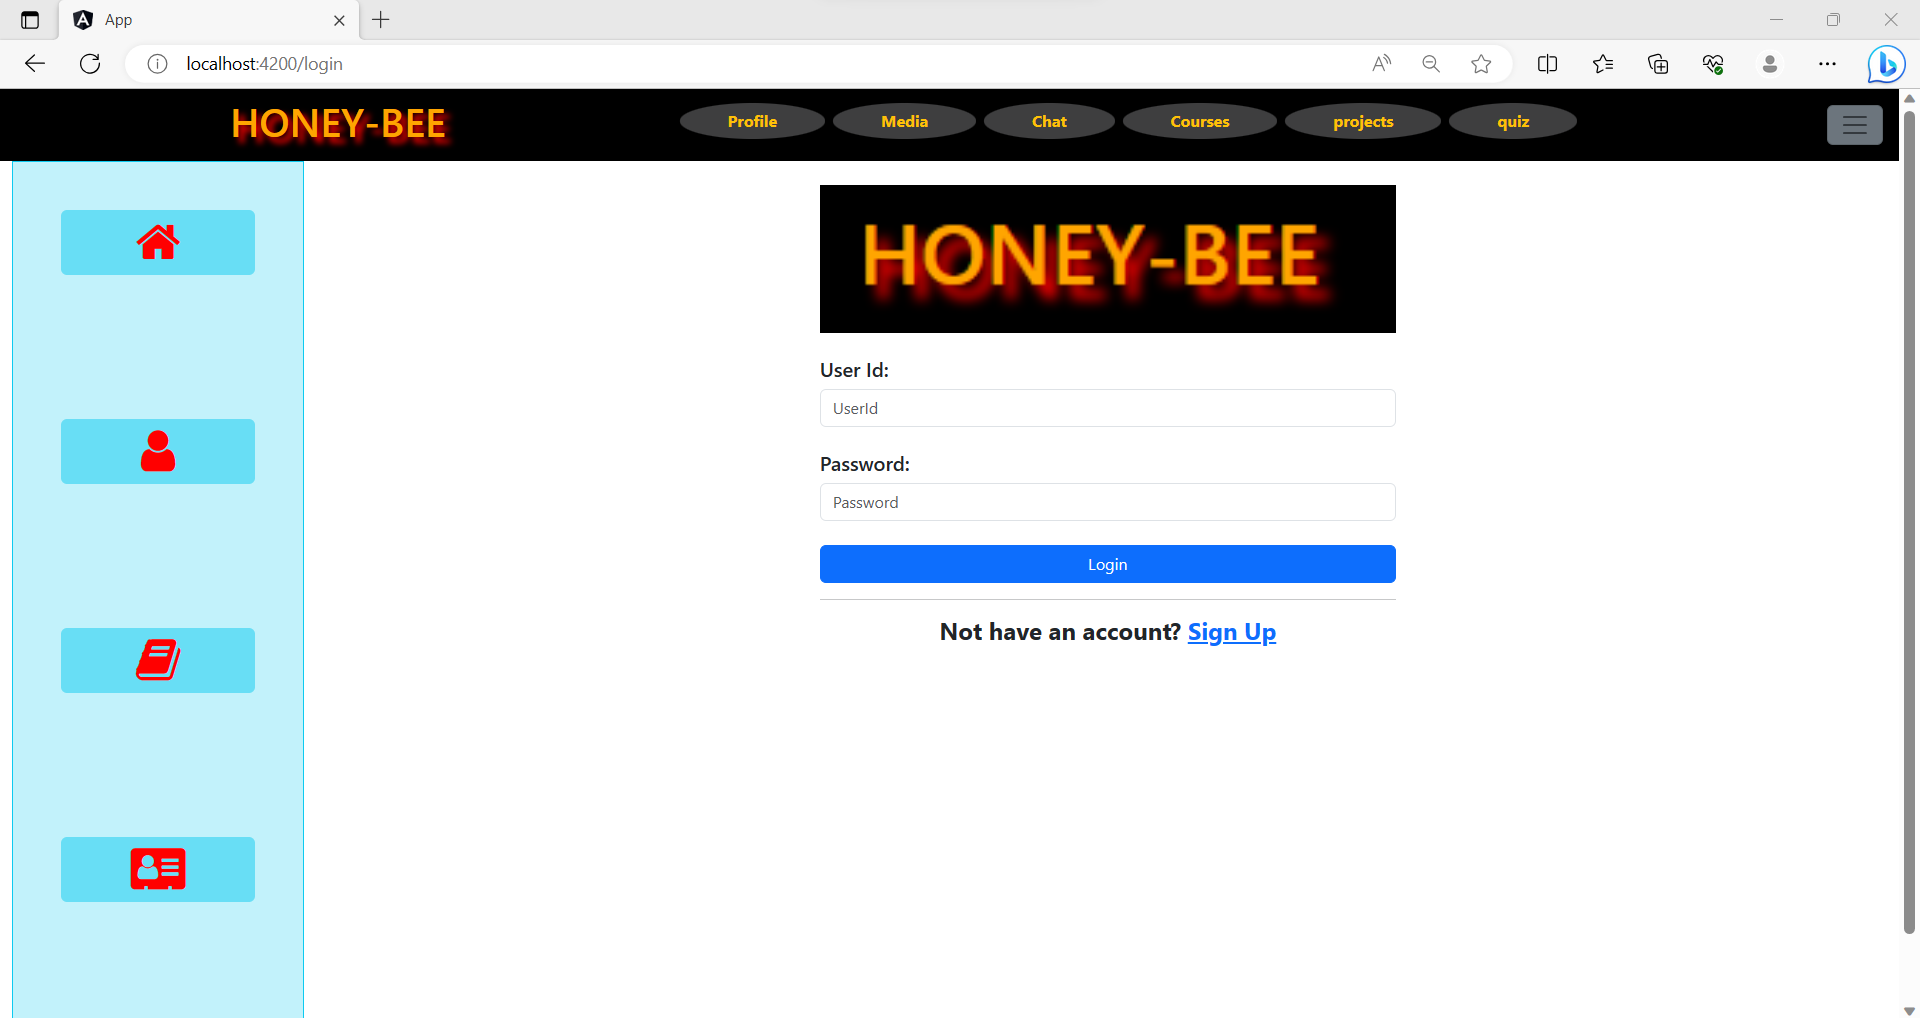 App
localhost:4200/login
HONEY-BEE
Profile
Media
Chat
Courses
projects
quiz
HONEY-BEE
User Id:
UserId
Password:
Password
Login
Not have an account? Sign Up